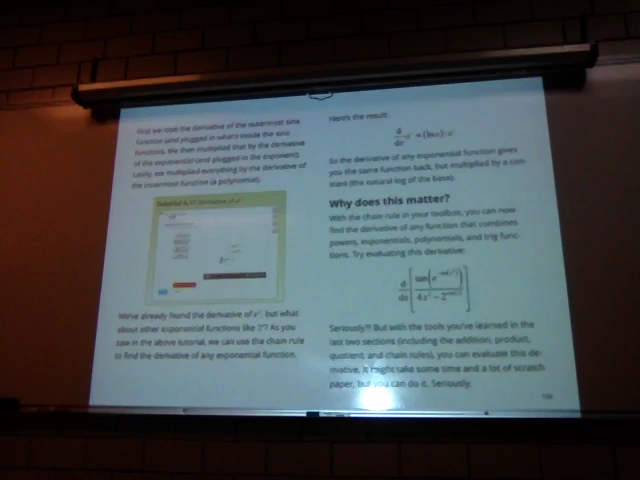 First we took the derivative of the outermost sine
function (and plugged in what's inside the sine
function). We then multiplied that by the derivative
of the exponential (and plugged in the exponent).
Lastly, we multiplied everything by the derivative of
the innermost function (a polynomial).
Derivative of
We've already found the derivative of eˣ, but what
about other exponential functions like 2ˣ? As you
saw in the above tutorial, we can use the chain rule
to find the derivative of any exponential function.
Here's the result:
d/dx aˣ = (ln a) · aˣ
So the derivative of any exponential function gives
you the same function back, but multiplied by a con-
stant (the natural log of the base).
Why does this matter?
With the chain rule in your toolbox, you can now
find the derivative of any function that combines
powers, exponentials, polynomials, and trig func-
tions. Try evaluating this derivative:
Seriously?!! But with the tools you've learned in the
last two sections (including the addition, product,
quotient, and chain rules), you can evaluate this de-
rivative. It might take some time and a lot of scratch
paper, but you can do it. Seriously.